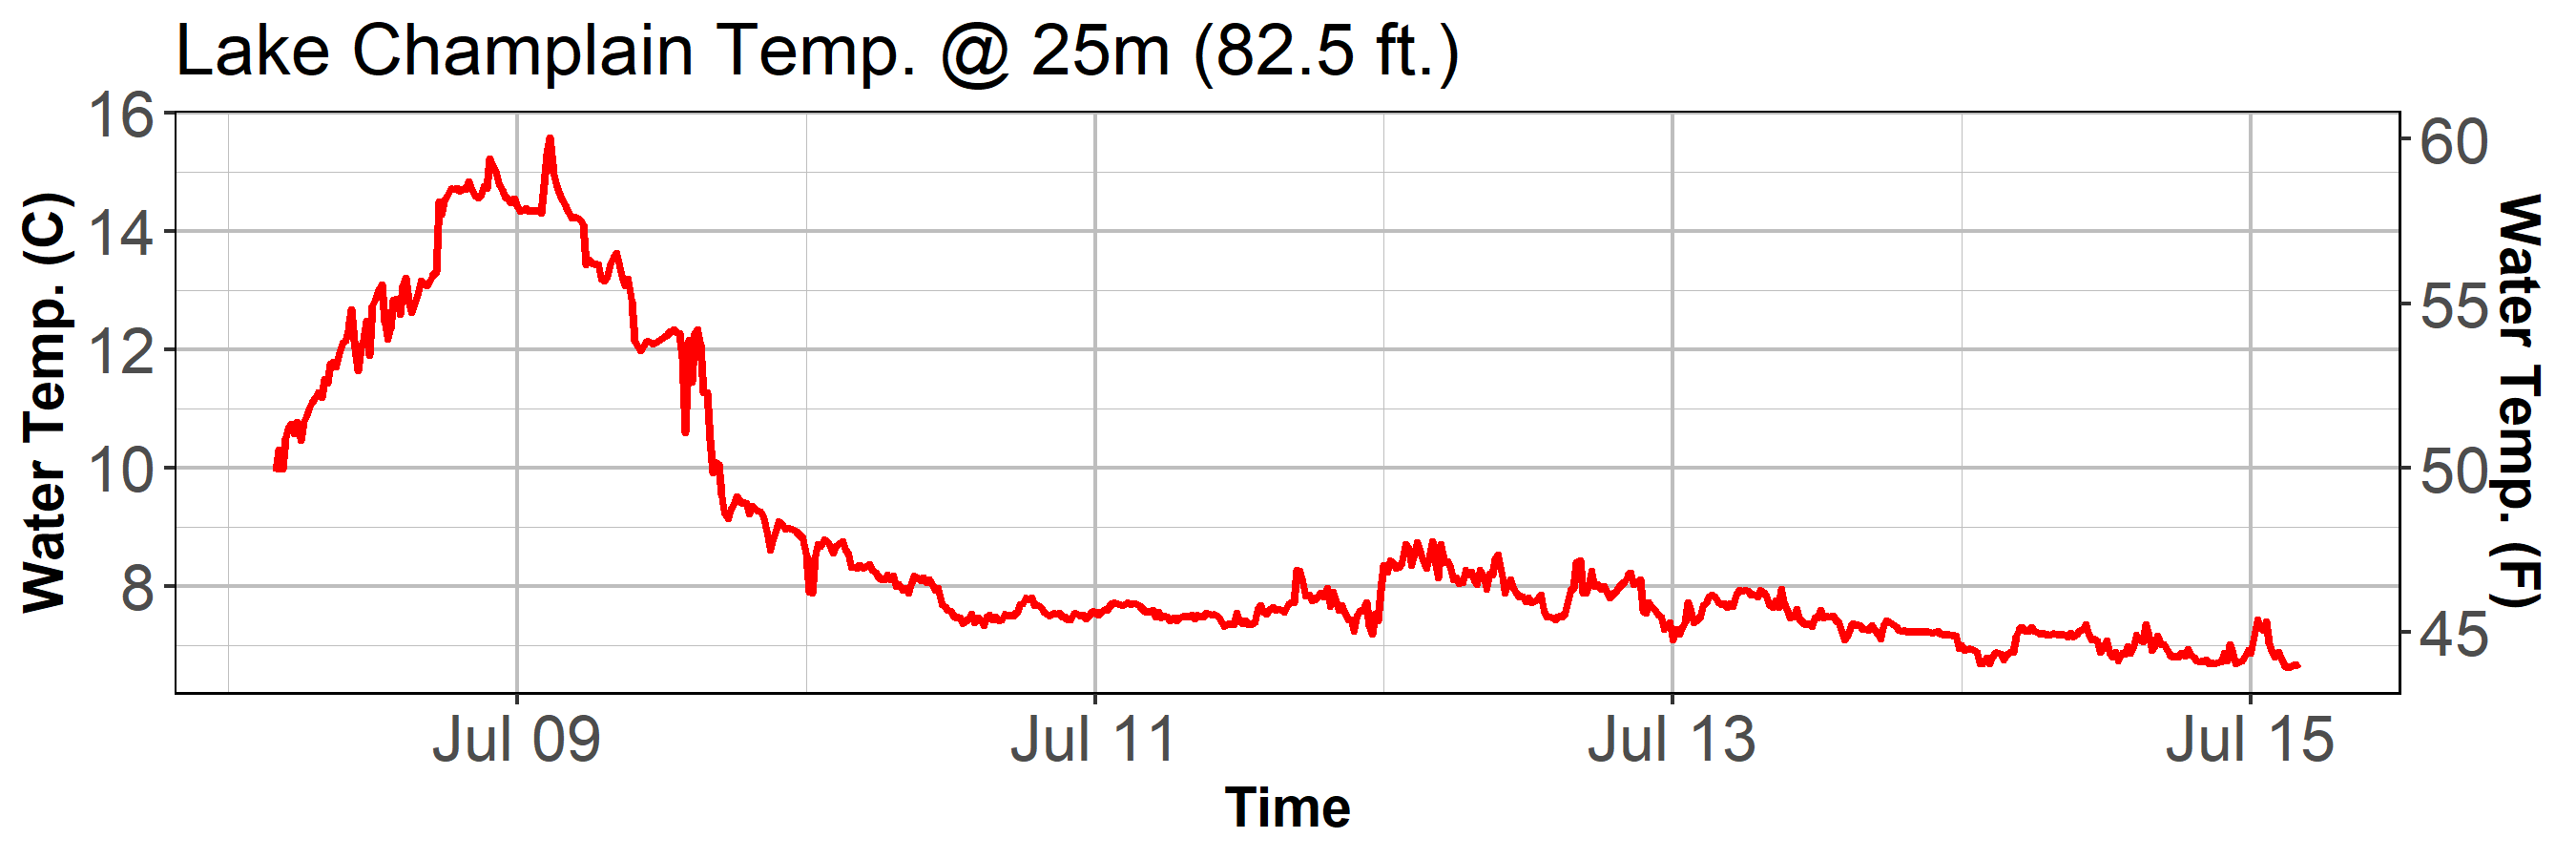 Lake Champlain Temp. @ 25m (82.5 ft.)
Water Temp. (C)
16
14
12
10
8
60
55
50
45
Water Temp. (F)
Jul 09 Jul 11 Jul 13 Jul 15
Time